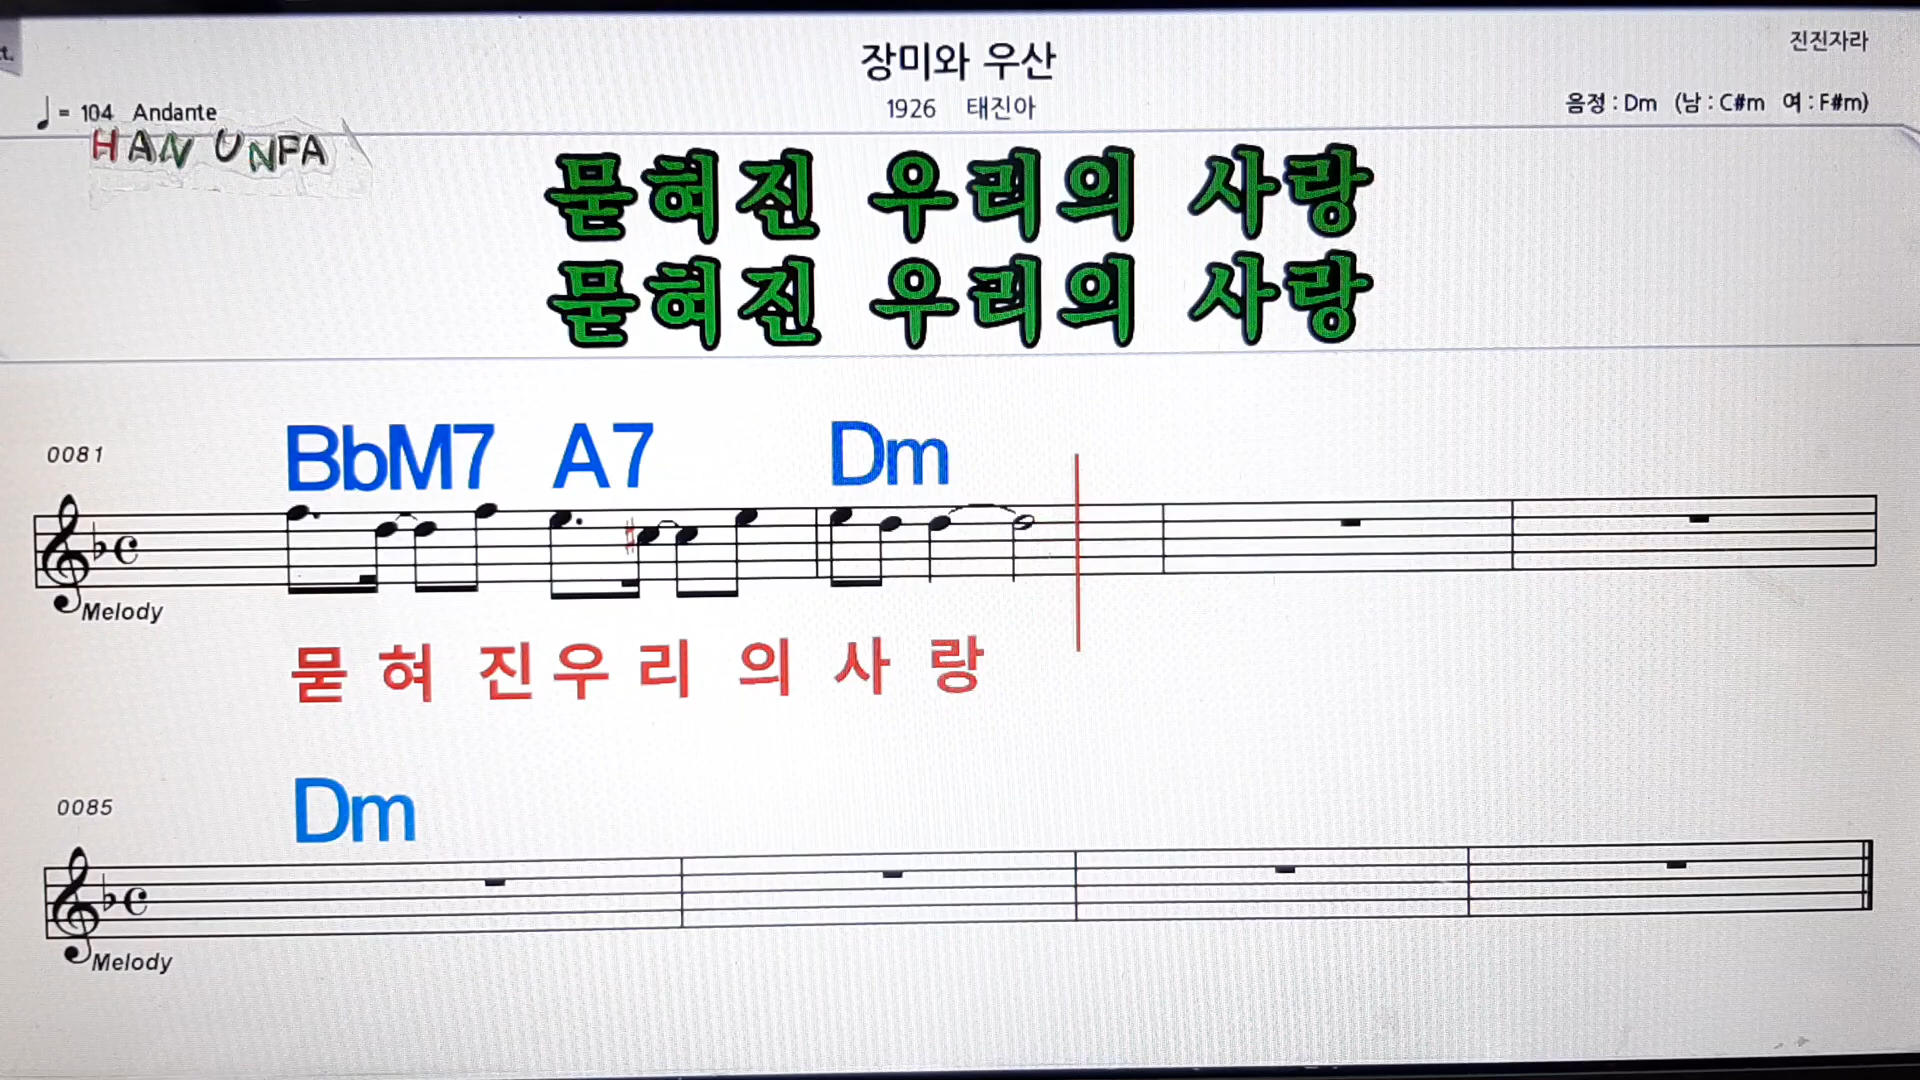 진진자라
장미와 우산
♩= 104 Andante
1926 태진아
음정 : Dm (남 : C#m 여 : F#m)
HAN UNPA
묻혀진 우리의 사랑
묻혀진 우리의 사랑
0081
BbM7 A7 Dm
Melody
묻 혀 진 우 리 의 사 랑
0085
Dm
Melody